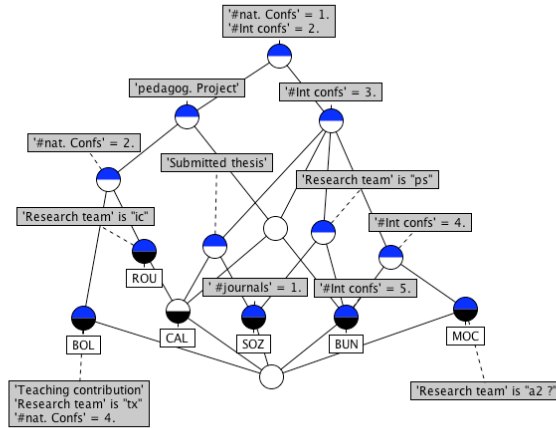 '#nat. Confs' = 1.
'#Int confs' = 2.
'pedagog. Project'
'#Int confs' = 3.
'#nat. Confs' = 2.
'Submitted thesis'
'Research team' is "ps"
'Research team' is "ic"
'#Int confs' = 4.
ROU
' #journals' = 1.
'#Int confs' = 5.
BOL
CAL
SOZ
BUN
MOC
'Teaching contribution'
'Research team' is "tx"
'#nat. Confs' = 4.
'Research team' is "a2 ?"